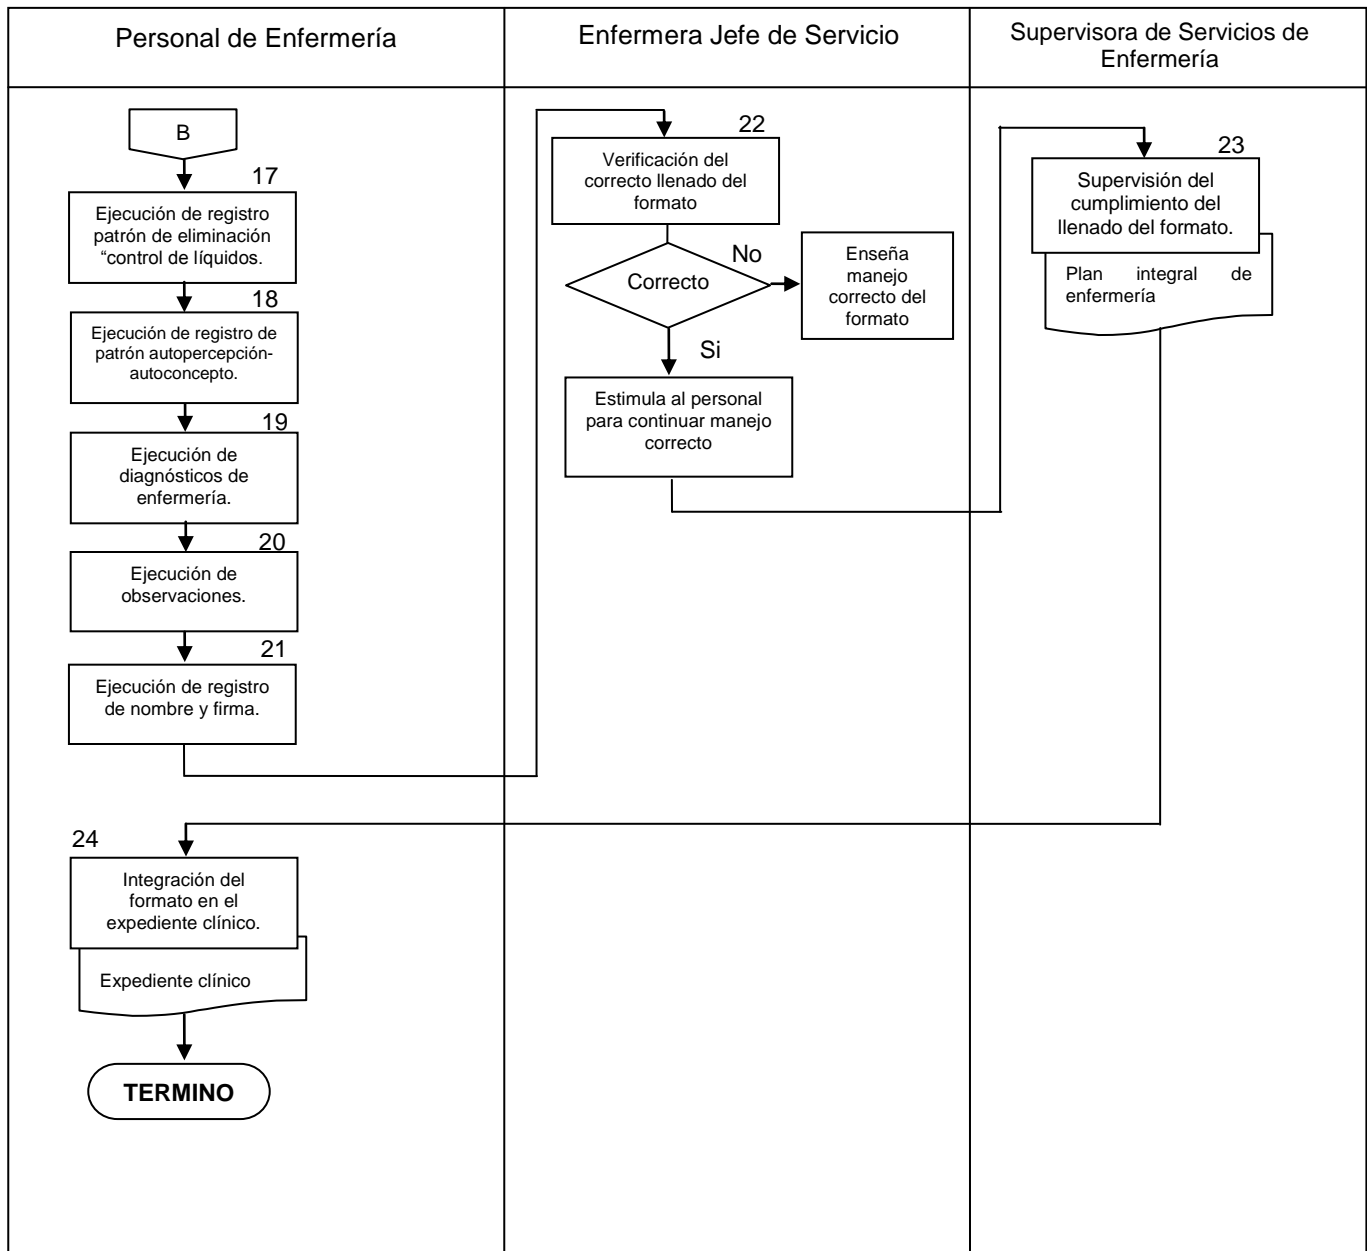 Personal de Enfermería
Enfermera Jefe de Servicio
Supervisora de Servicios de
Enfermería
B
17
Ejecución de registro
patrón de eliminación
“control de líquidos.
18
Ejecución de registro de
patrón autopercepción-
autoconcepto.
19
Ejecución de
diagnósticos de
enfermería.
20
Ejecución de
observaciones.
21
Ejecución de registro
de nombre y firma.
22
Verificación del
correcto llenado del
formato
Correcto
No
Enseña
manejo
correcto del
formato
Si
Estimula al personal
para continuar manejo
correcto
23
Supervisión del
cumplimiento del
llenado del formato.
Plan integral de
enfermería
24
Integración del
formato en el
expediente clínico.
Expediente clínico
TERMINO